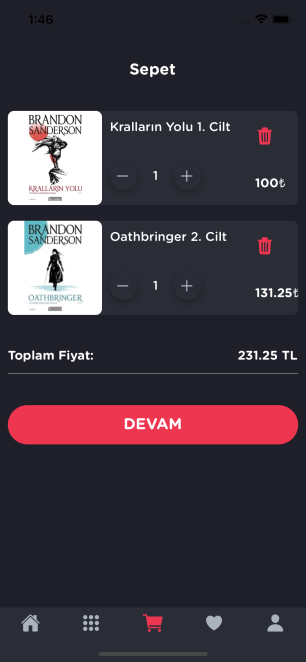 1:46
Sepet
BRANDON
SANDERSON
KRALLARIN YOLU
Kralların Yolu 1. Cilt
1
100₺
BRANDON
SANDERSON
OATHBRINGER
Oathbringer 2. Cilt
1
131.25₺
Toplam Fiyat:
231.25 TL
DEVAM